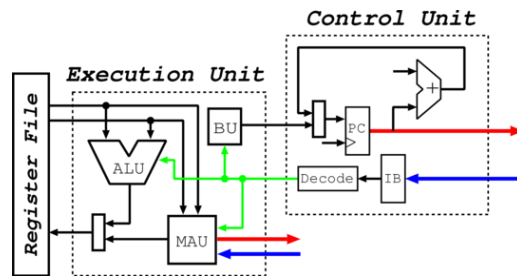 Control Unit
Execution Unit
Register File
BU
PC
+
ALU
Decode
IB
MAU